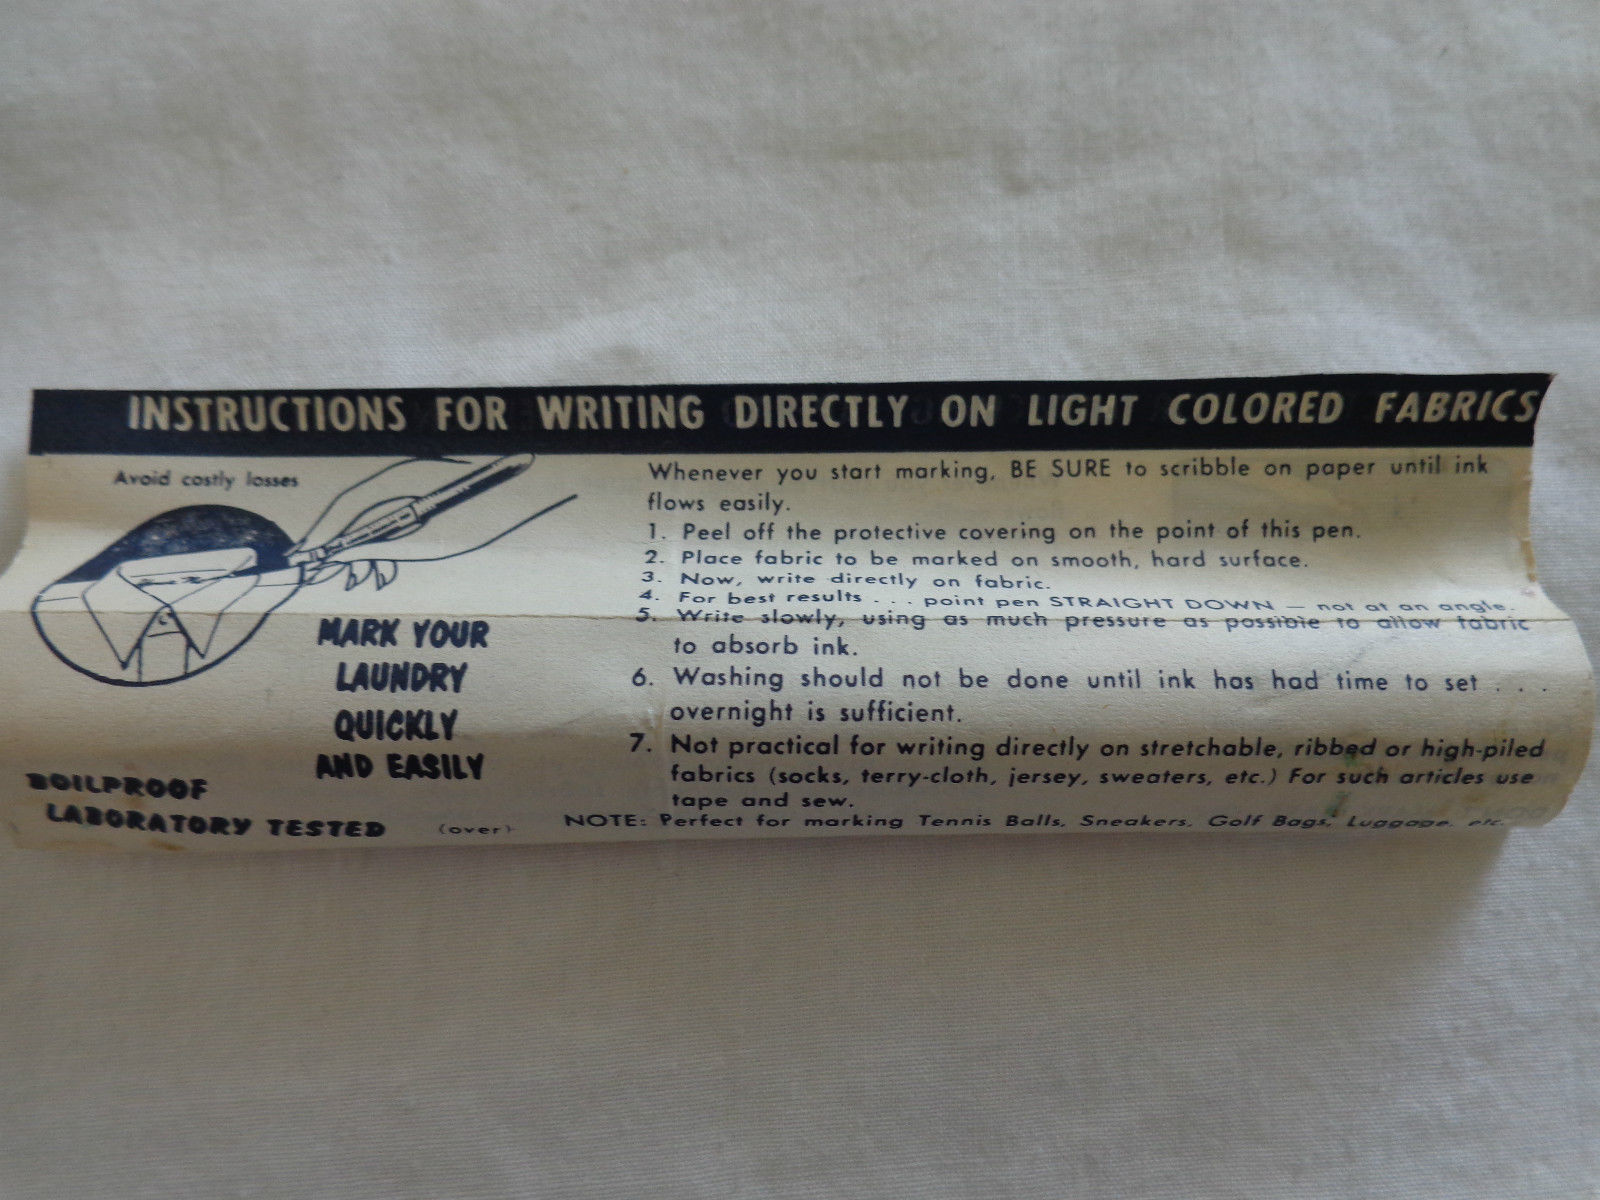 INSTRUCTIONS FOR WRITING DIRECTLY ON LIGHT COLORED FABRICS
Avoid costly losses
MARK YOUR
LAUNDRY
QUICKLY
AND EASILY
BOILPROOF
LABORATORY TESTED
(over)
Whenever you start marking, BE SURE to scribble on paper until ink
flows easily.
1. Peel off the protective covering on the point of this pen.
2. Place fabric to be marked on smooth, hard surface.
3. Now, write directly on fabric.
4. For best results . . . point pen STRAIGHT DOWN — not at an angle.
5. Write slowly, using as much pressure as possible to allow fabric
to absorb ink.
6. Washing should not be done until ink has had time to set . . .
overnight is sufficient.
7. Not practical for writing directly on stretchable, ribbed or high-piled
fabrics (socks, terry-cloth, jersey, sweaters, etc.) For such articles use
tape and sew.
NOTE: Perfect for marking Tennis Balls, Sneakers, Golf Bags, Luggage, etc.